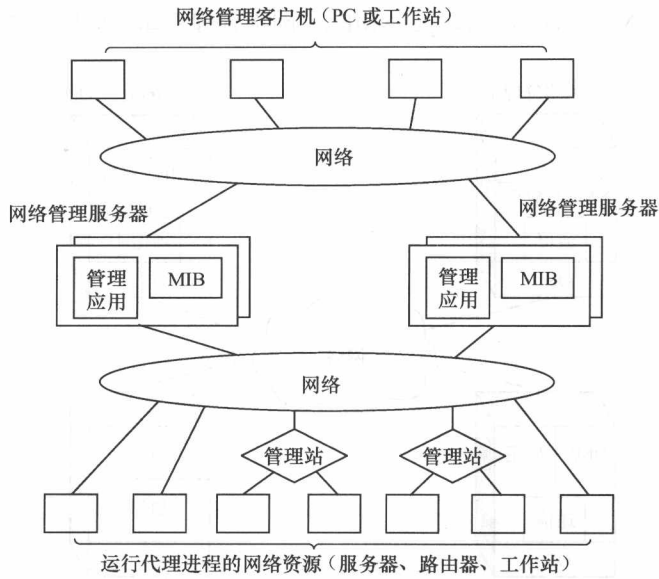 网络管理客户机（PC 或工作站）
网络
网络管理服务器
网络管理服务器
管理
应用
MIB
管理
应用
MIB
网络
管理站
管理站
运行代理进程的网络资源（服务器、路由器、工作站）